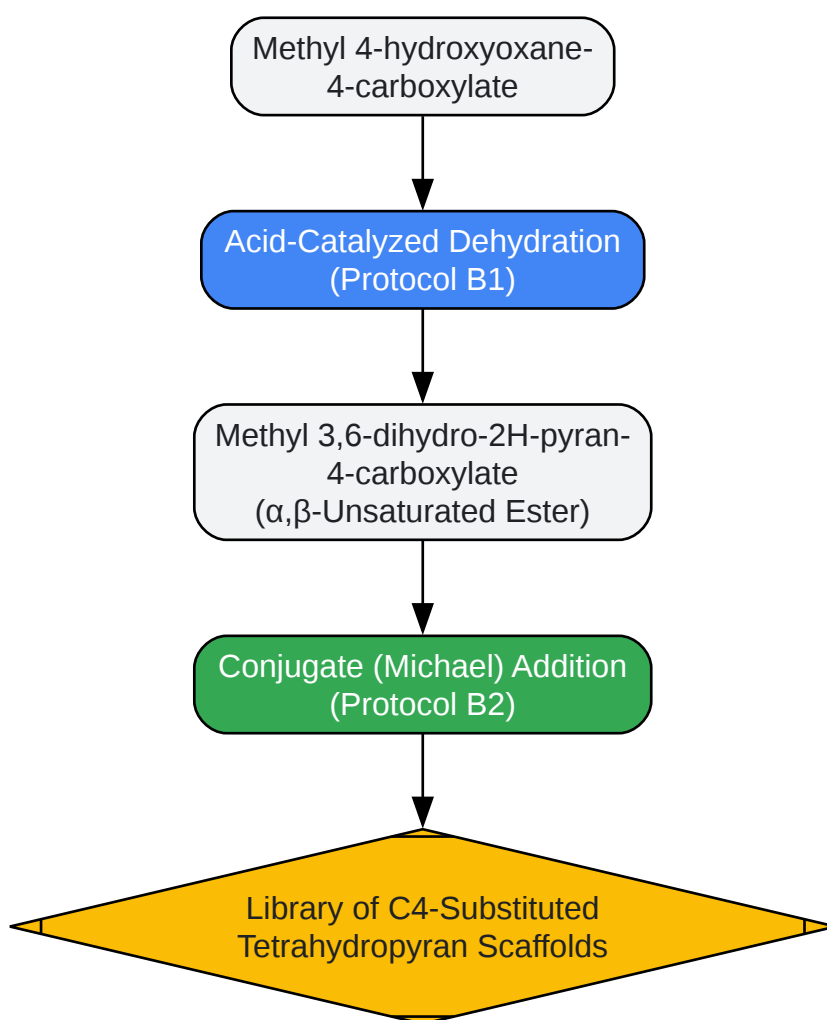 Methyl 4-hydroxyoxane-
4-carboxylate
Acid-Catalyzed Dehydration
(Protocol B1)
Methyl 3,6-dihydro-2H-pyran-
4-carboxylate
(α,β-Unsaturated Ester)
Conjugate (Michael) Addition
(Protocol B2)
Library of C4-Substituted
Tetrahydropyran Scaffolds